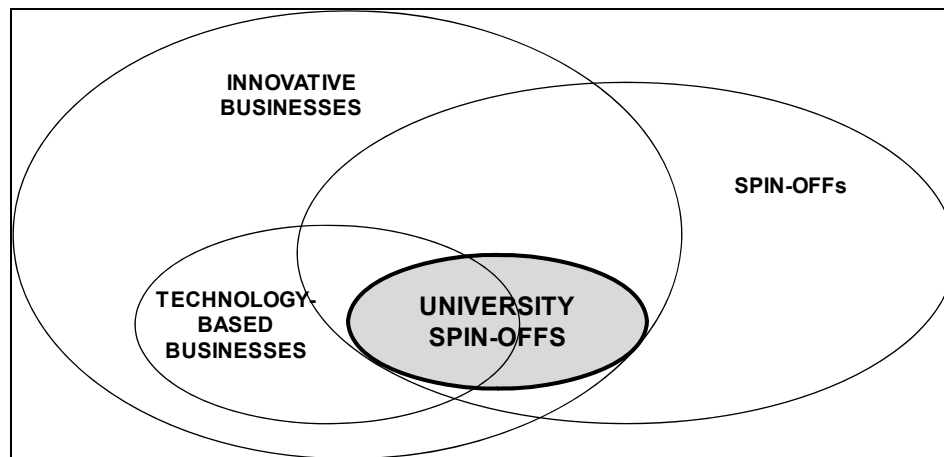 INNOVATIVE
BUSINESSES
SPIN-OFFs
TECHNOLOGY-
BASED
BUSINESSES
UNIVERSITY
SPIN-OFFS